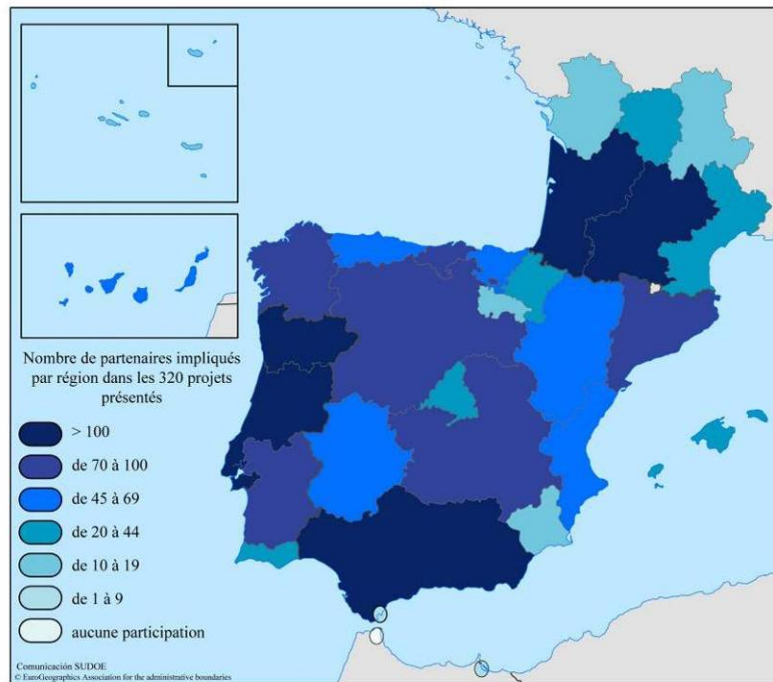 Nombre de partenaires impliqués
par région dans les 320 projets
présentés
> 100
de 70 à 100
de 45 à 69
de 20 à 44
de 10 à 19
de 1 à 9
aucune participation
Comunicación SUDOE
© EuroGeographics Association for the administrative boundaries